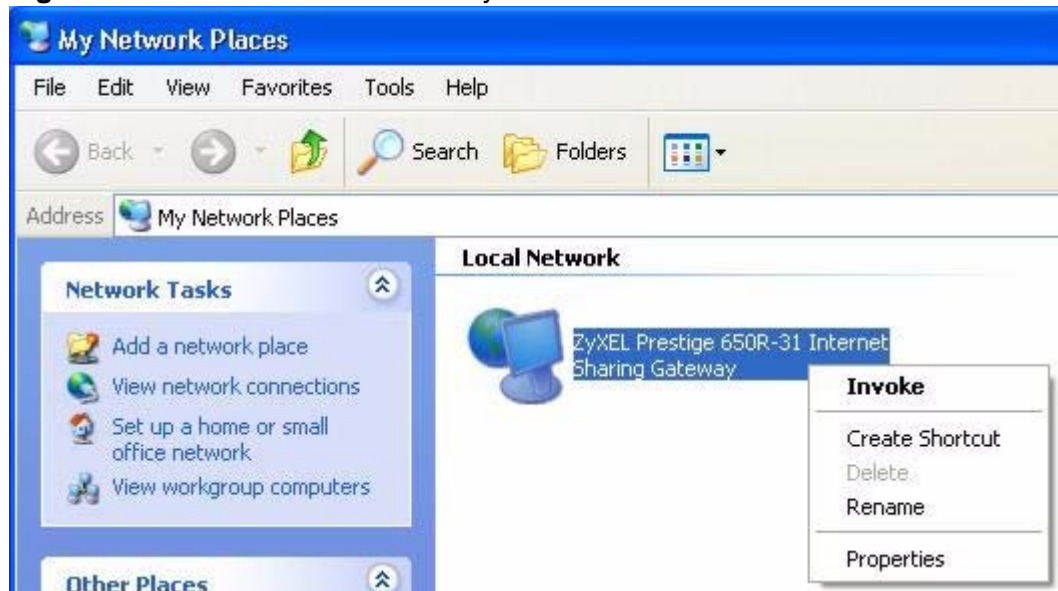 My Network Places
File Edit View Favorites Tools Help
Back Search Folders
Address My Network Places
Network Tasks
Add a network place
View network connections
Set up a home or small
office network
View workgroup computers
Other Places
Local Network
ZyXEL Prestige 650R-31 Internet
Sharing Gateway
Invoke
Create Shortcut
Delete
Rename
Properties